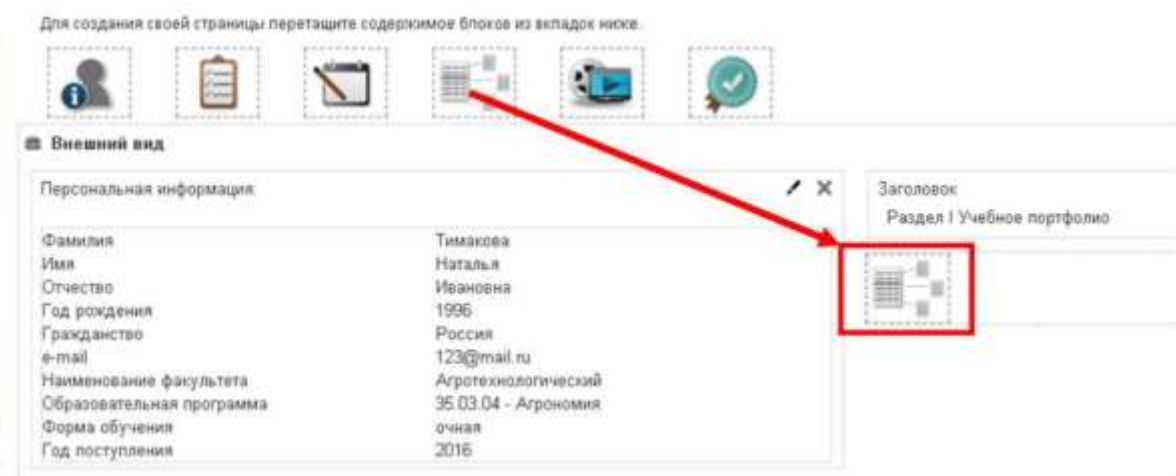 Для создания своей страницы перетащите содержимое блоков из вкладок ниже.
Внешний вид
Персональная информация:
Фамилия Тимакова
Имя Наталья
Отчество Ивановна
Год рождения 1996
Гражданство Россия
e-mail 123@mail.ru
Наименование факультета Агротехнологический
Образовательная программа 35.03.04 - Агрономия
Форма обучения очная
Год поступления 2016
Заголовок:
Раздел I Учебное портфолио